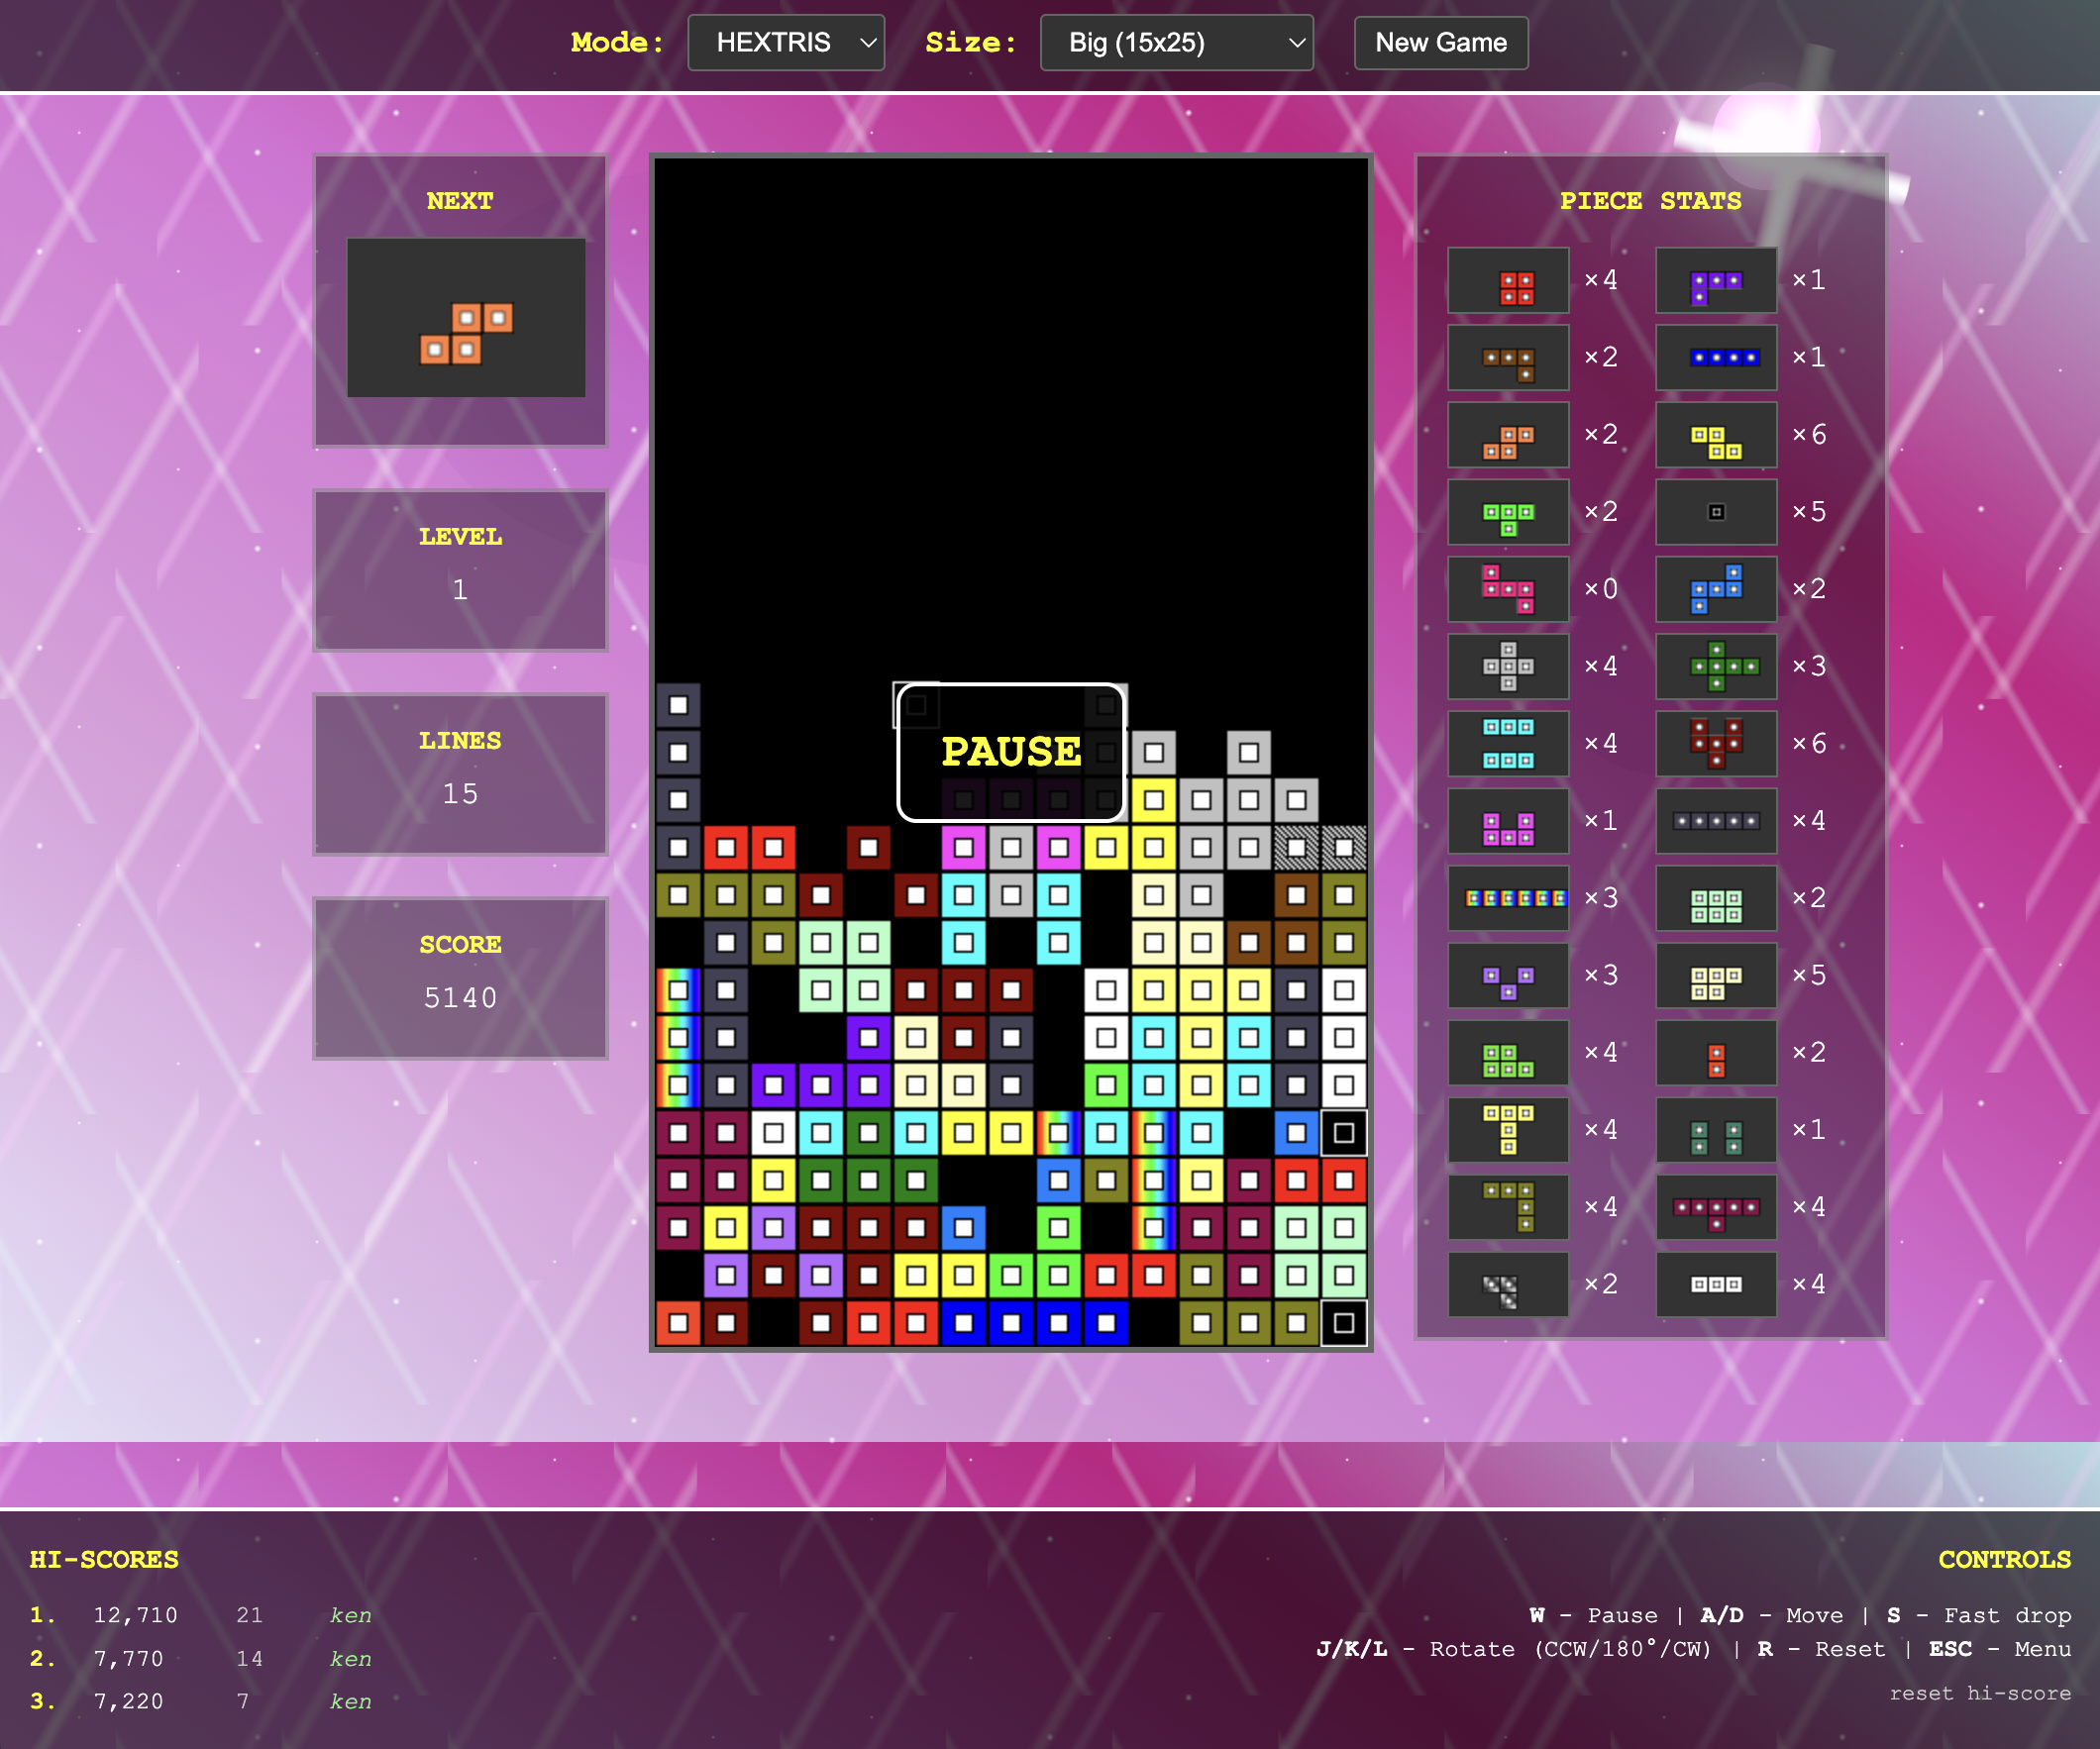 Mode: HEXTRIS Size: Big (15x25) New Game
NEXT
LEVEL
1
LINES
15
SCORE
5140
PAUSE
PIECE STATS
×4 ×1
×2 ×1
×2 ×6
×2 ×5
×0 ×2
×4 ×3
×4 ×6
×1 ×4
×3 ×2
×3 ×5
×4 ×2
×4 ×1
×4 ×4
×2 ×4
HI-SCORES
1. 12,710 21 ken
2. 7,770 14 ken
3. 7,220 7 ken
CONTROLS
W - Pause | A/D - Move | S - Fast drop
J/K/L - Rotate (CCW/180°/CW) | R - Reset | ESC - Menu
reset hi-score